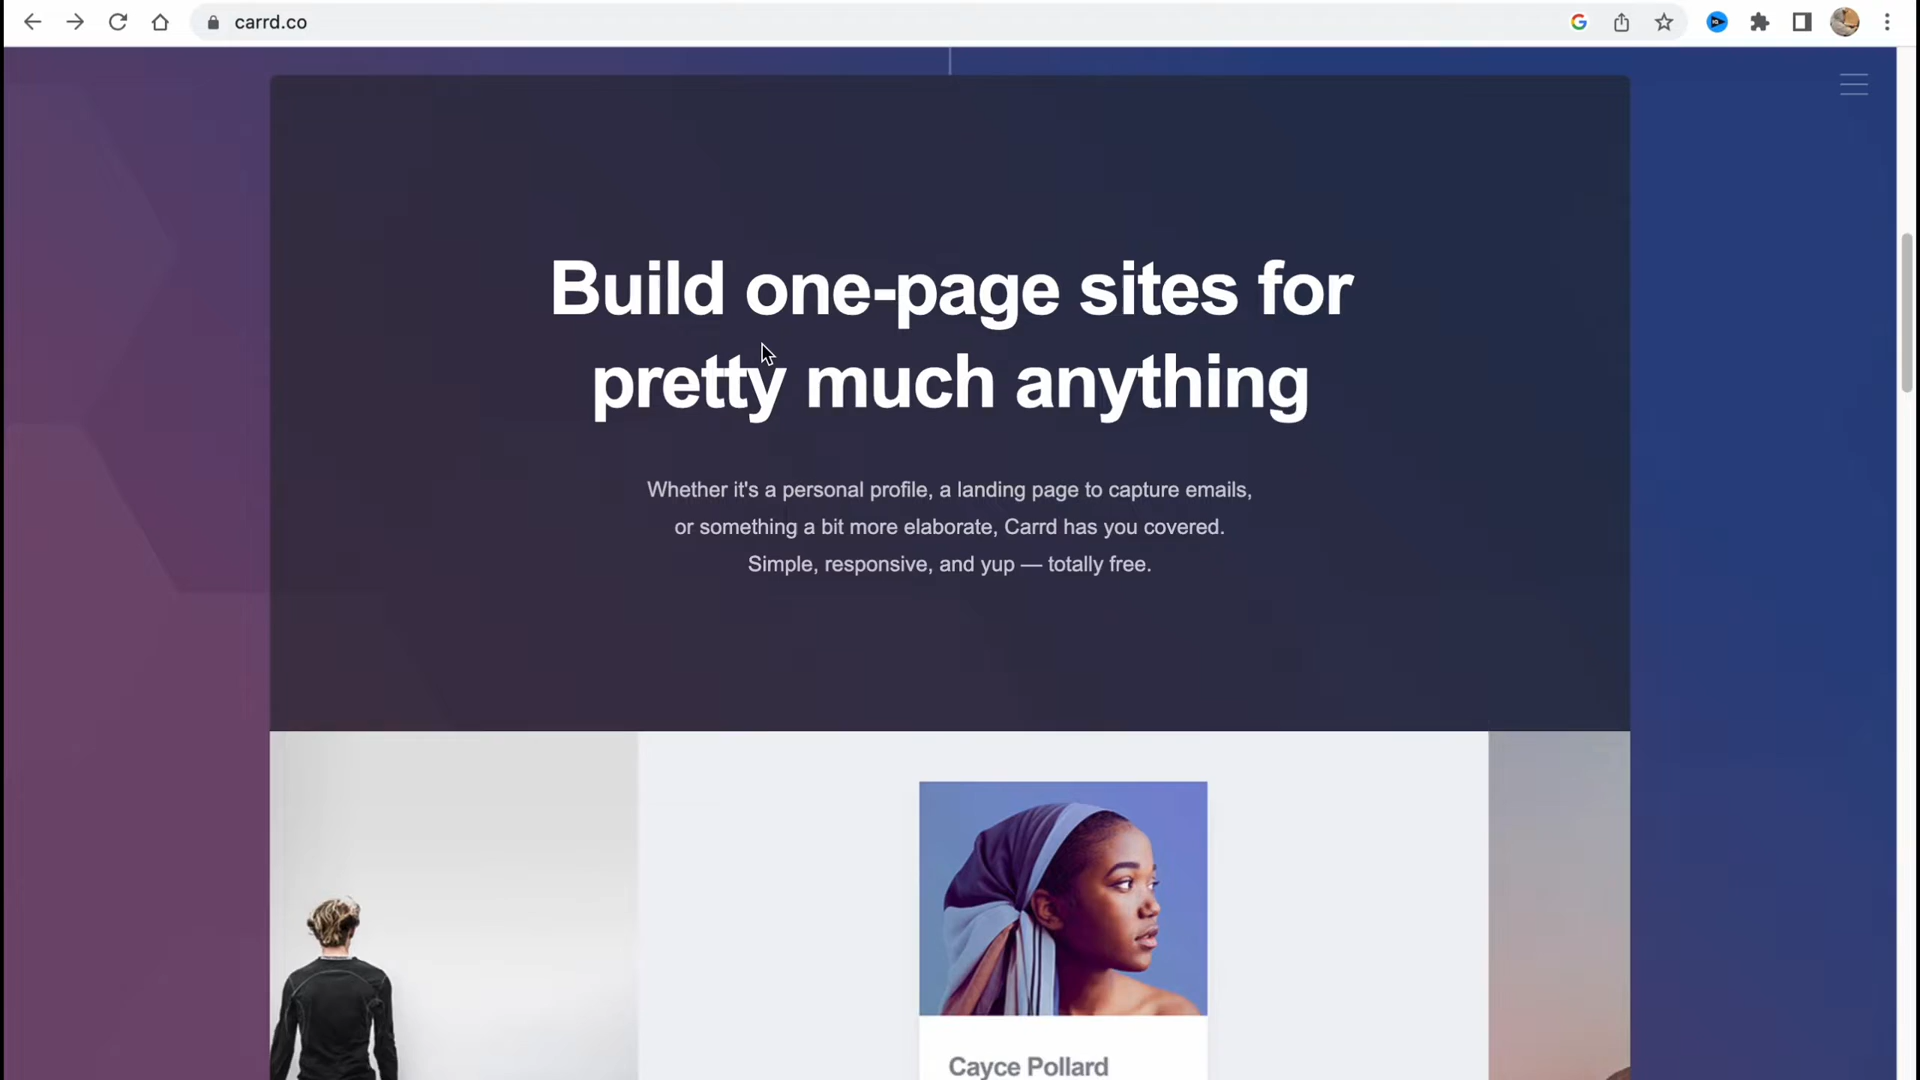 carrd.co
Build one-page sites for
pretty much anything
Whether it's a personal profile, a landing page to capture emails,
or something a bit more elaborate, Carrd has you covered.
Simple, responsive, and yup — totally free.
Cayce Pollard